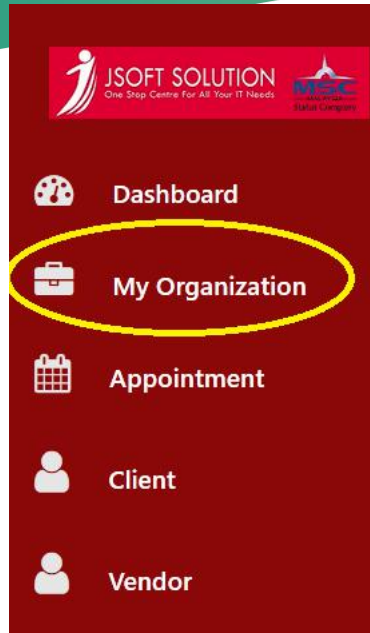 JSOFT SOLUTION
One Stop Centre For All Your IT Needs
MSC
MALAYSIA
Status Company
Dashboard
My Organization
Appointment
Client
Vendor